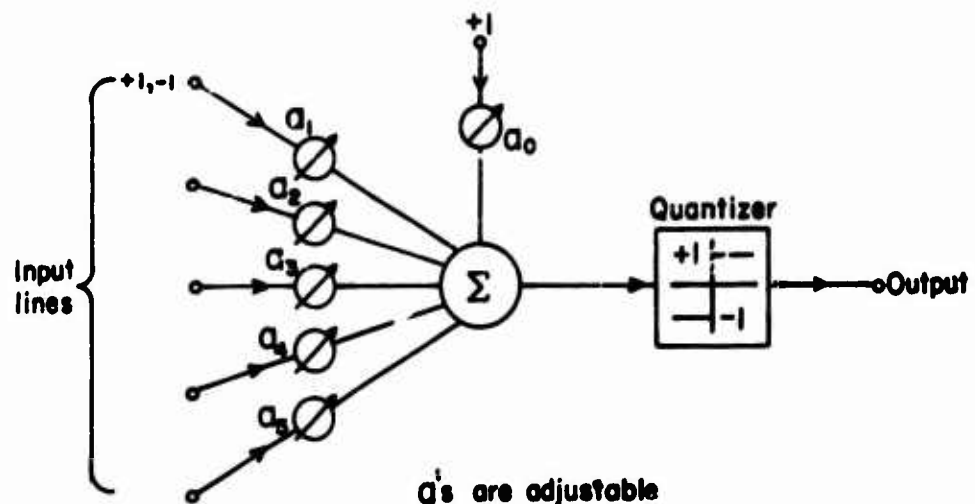 +1
+1,-1
a₁
a₀
a₂
Quantizer
+1
a₃
Input
lines
Σ
Output
-1
a₄
a₅
a's are adjustable